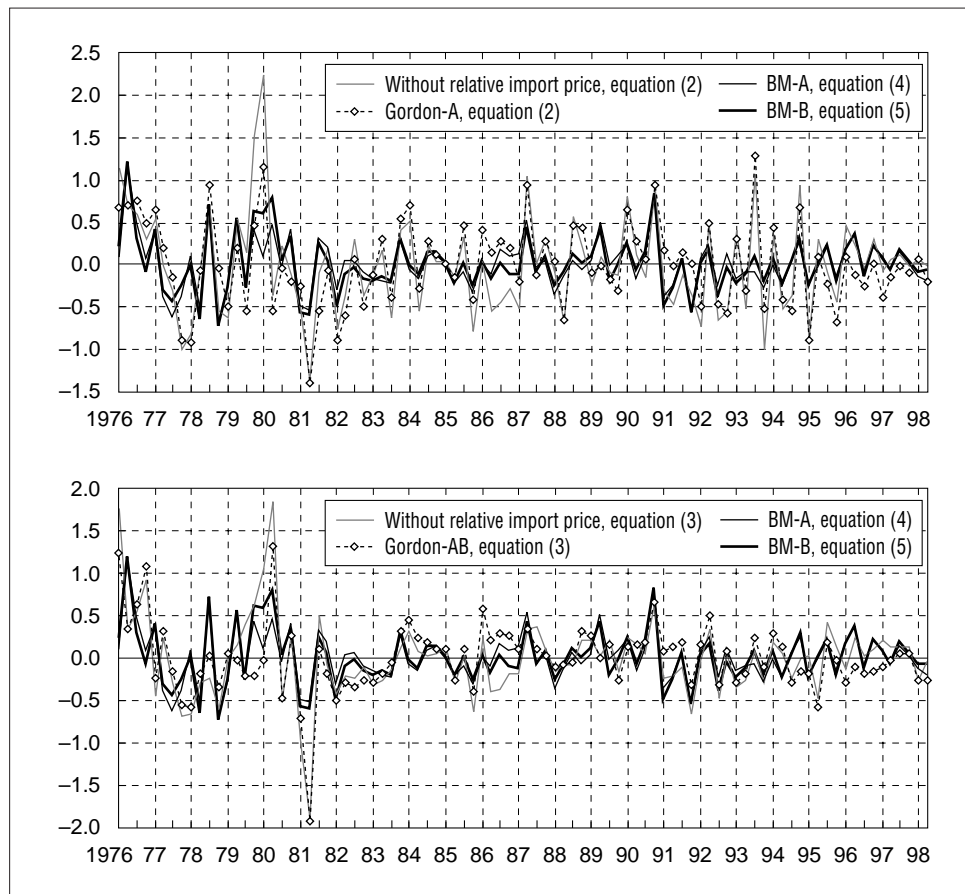 2.5
Without relative import price, equation (2)
BM-A, equation (4)
Gordon-A, equation (2)
BM-B, equation (5)
2.0
1.5
1.0
0.5
0.0
–0.5
–1.0
–1.5
1976 77 78 79 80 81 82 83 84 85 86 87 88 89 90 91 92 93 94 95 96 97 98
2.0
Without relative import price, equation (3)
BM-A, equation (4)
Gordon-AB, equation (3)
BM-B, equation (5)
1.5
1.0
0.5
0.0
–0.5
–1.0
–1.5
–2.0
1976 77 78 79 80 81 82 83 84 85 86 87 88 89 90 91 92 93 94 95 96 97 98